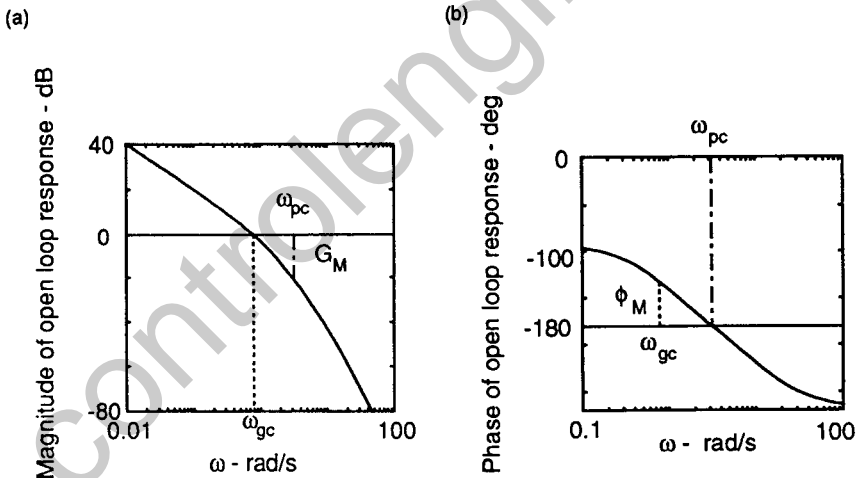 (a)
Magnitude of open loop response - dB
40
0
-80
ω_pc
G_M
0.01
ω_gc
100
ω - rad/s
(b)
Phase of open loop response - deg
ω_pc
0
-100
-180
ϕ_M
ω_gc
0.1
100
ω - rad/s
controleng